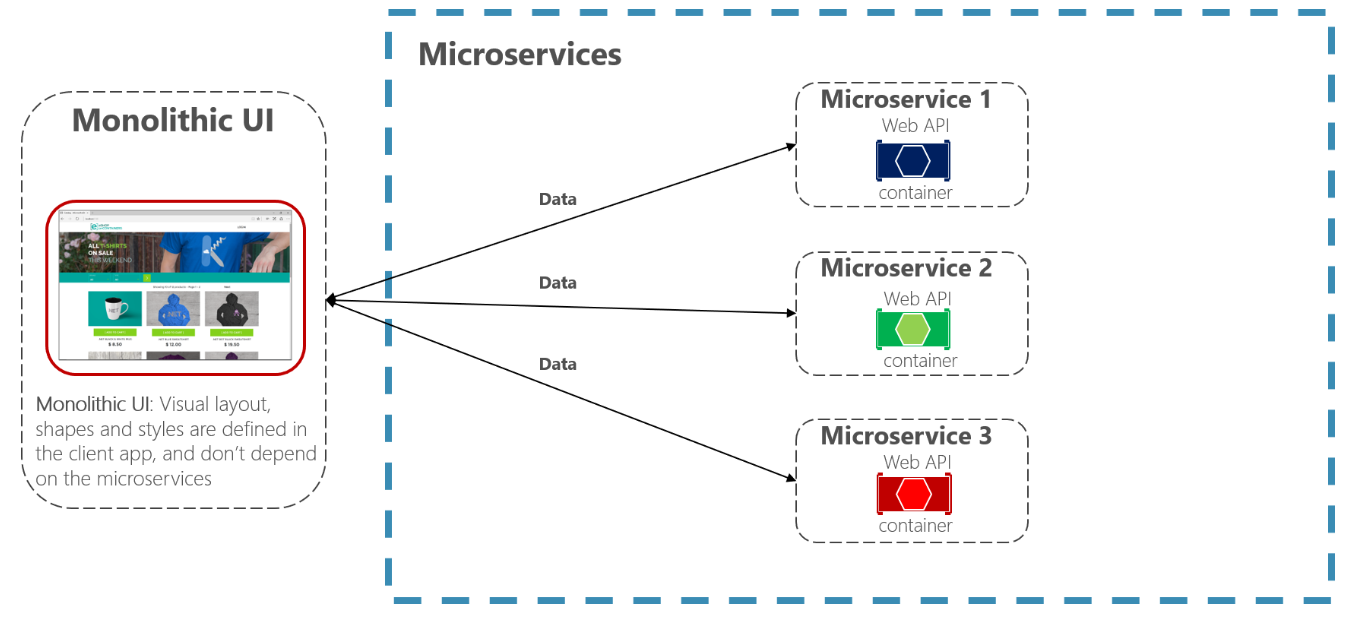 Microservices
Monolithic UI
ALL T-SHIRTS
ON SALE
THIS WEEKEND
$ 8.50
$ 12.00
$ 19.50
Monolithic UI: Visual layout,
shapes and styles are defined in
the client app, and don’t depend
on the microservices
Data
Data
Data
Microservice 1
Web API
container
Microservice 2
Web API
container
Microservice 3
Web API
container